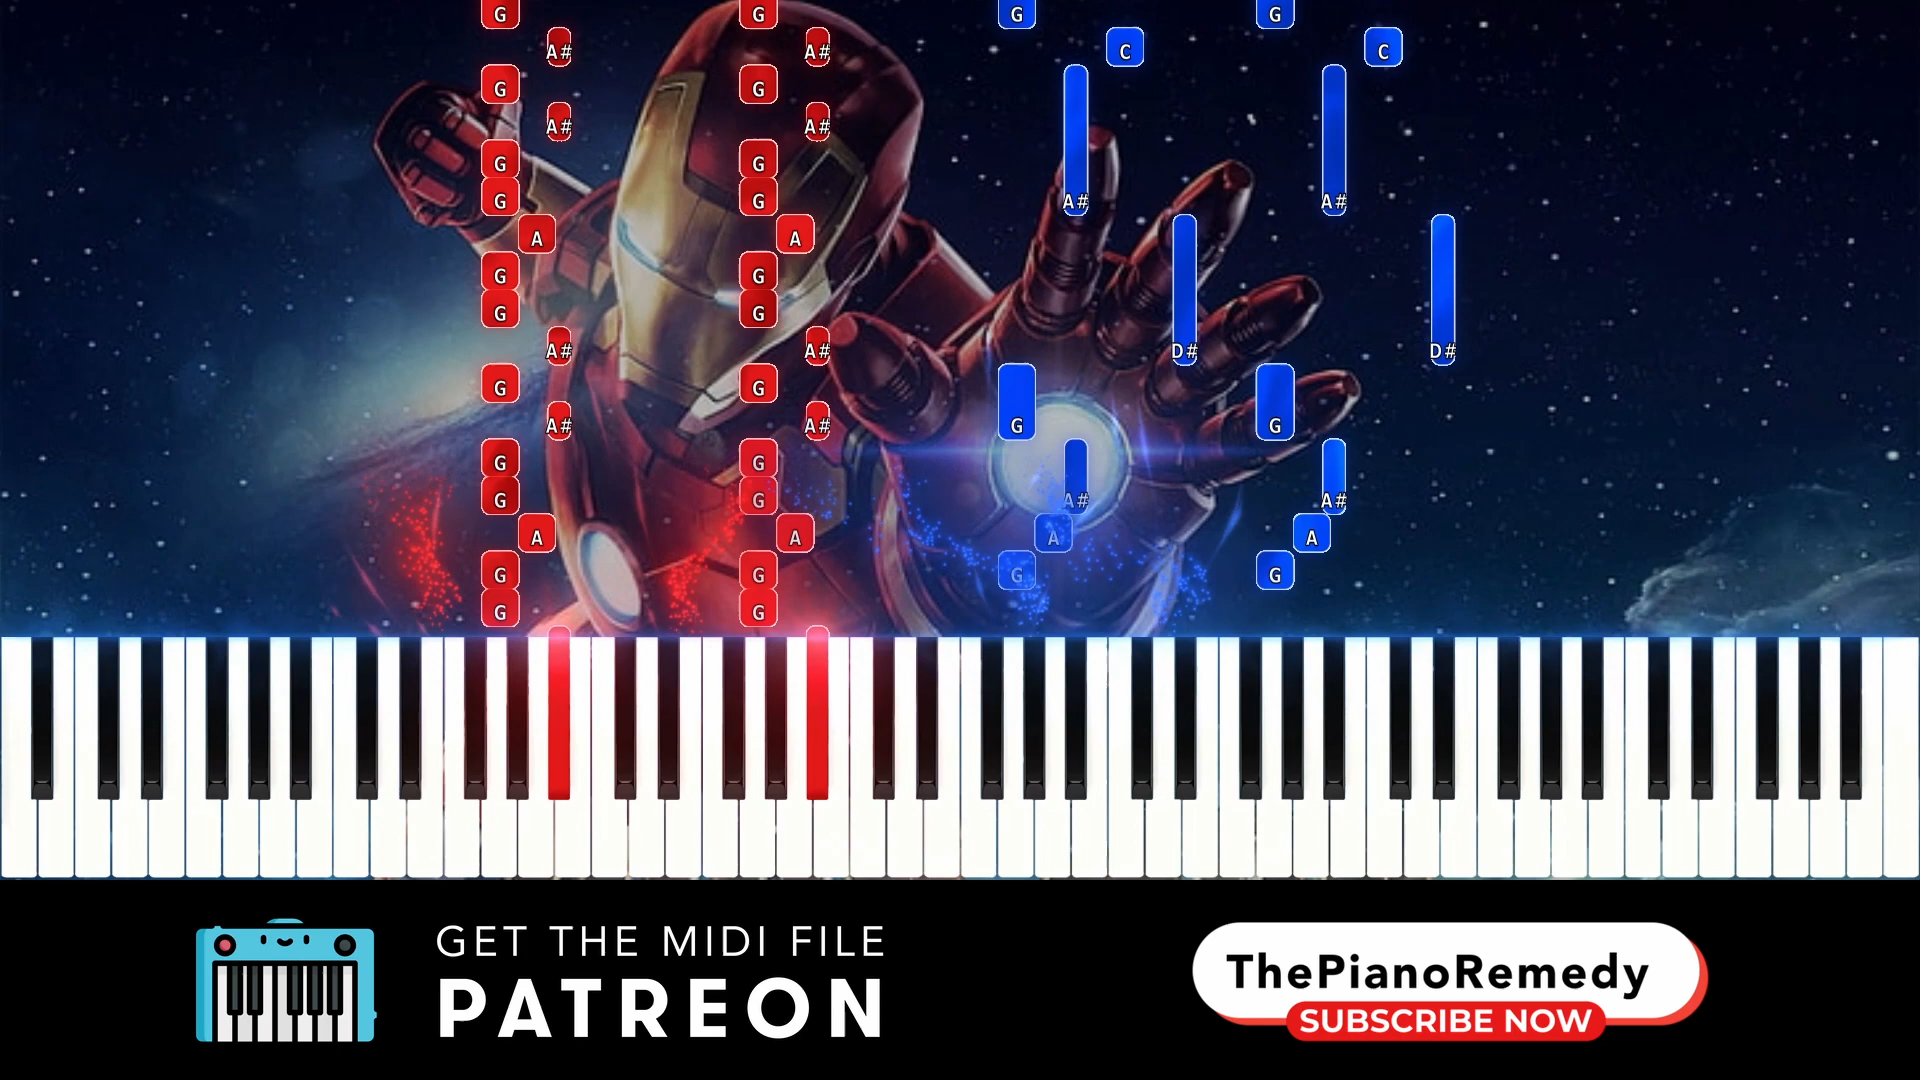 G G G G
A# A# C C
G G
A# A#
G G
G G A# A#
A A
G G
G G
A# A# D# D#
G G
A# A# G G
G G
G G A# A#
A A A A
G G G G
G G
GET THE MIDI FILE
PATREON
ThePianoRemedy
SUBSCRIBE NOW